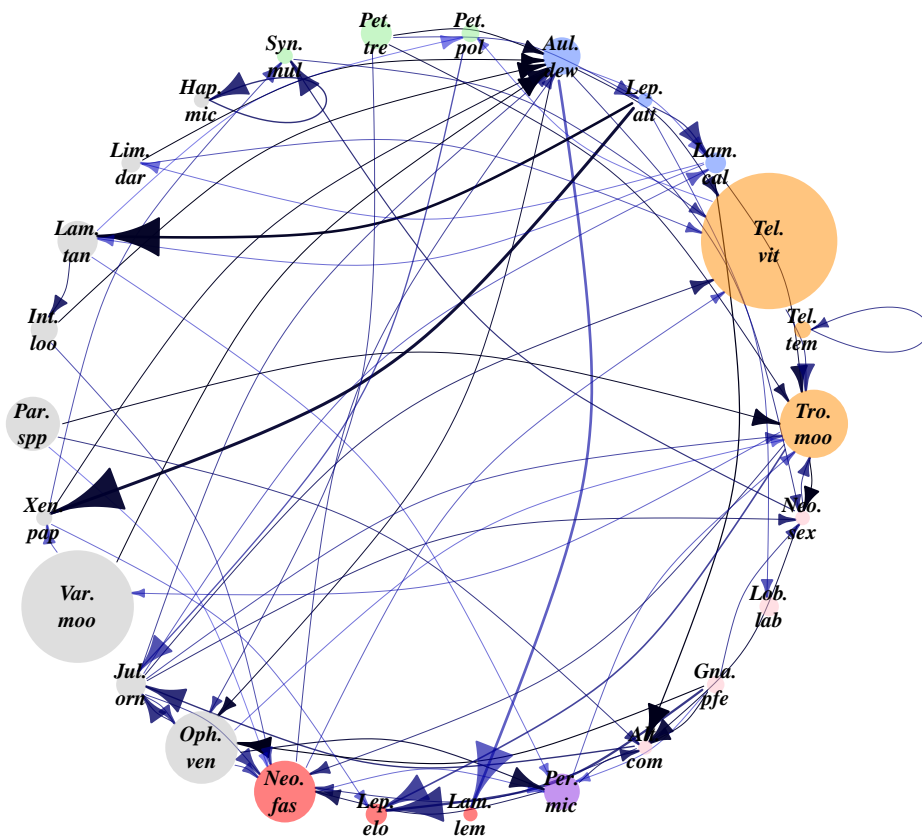 Pet.
tre
Pet.
pol
Aul.
dew
Lep.
att
Lam.
cal
Tel.
vit
Tel.
tem
Tro.
moo
Neo.
sex
Lob.
lab
Gna.
pfe
Alt.
com
Per.
mic
Lam.
lem
Lep.
elo
Neo.
fas
Oph.
ven
Jul.
orn
Var.
moo
Xen.
pap
Par.
spp
Int.
loo
Lam.
tan
Lim.
dar
Hap.
mic
Syn.
mul